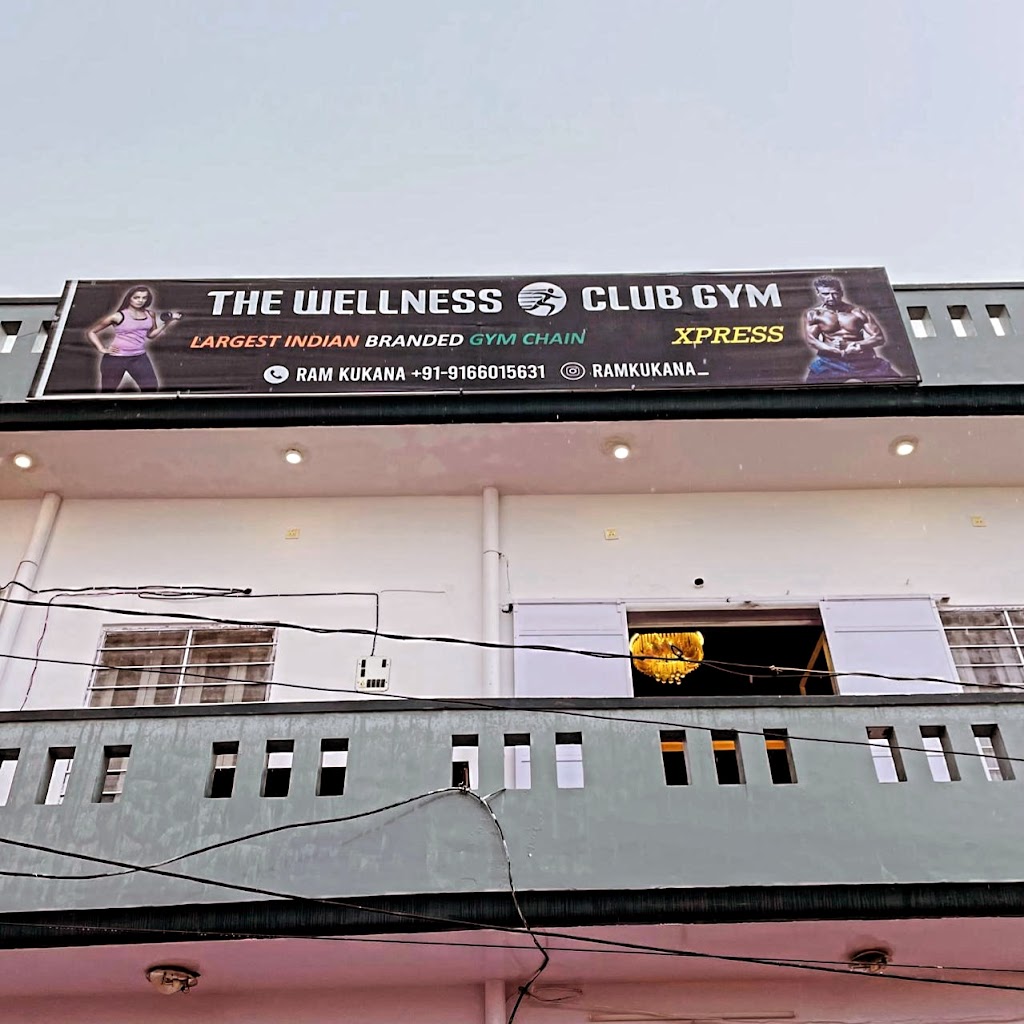 THE WELLNESS CLUB GYM
LARGEST INDIAN BRANDED GYM CHAIN XPRESS
RAM KUKANA +91-9166015631 RAMKUKANA_